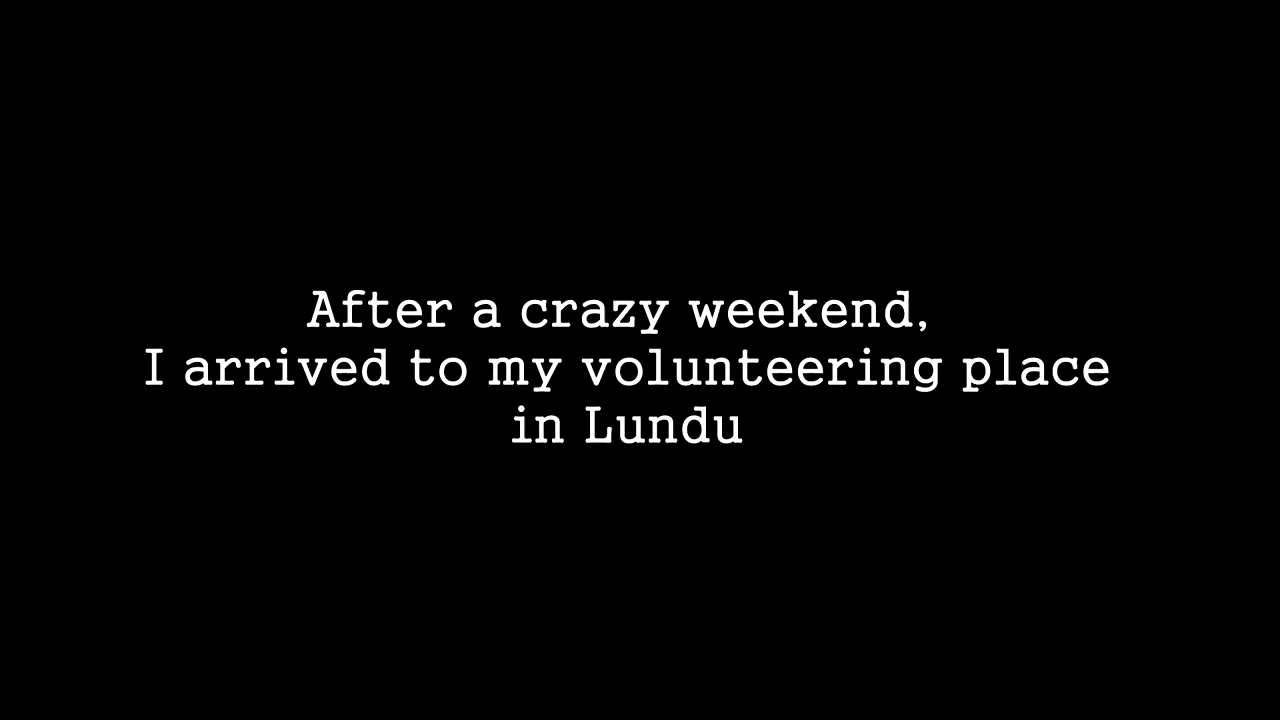 After a crazy weekend,
I arrived to my volunteering place
in Lundu